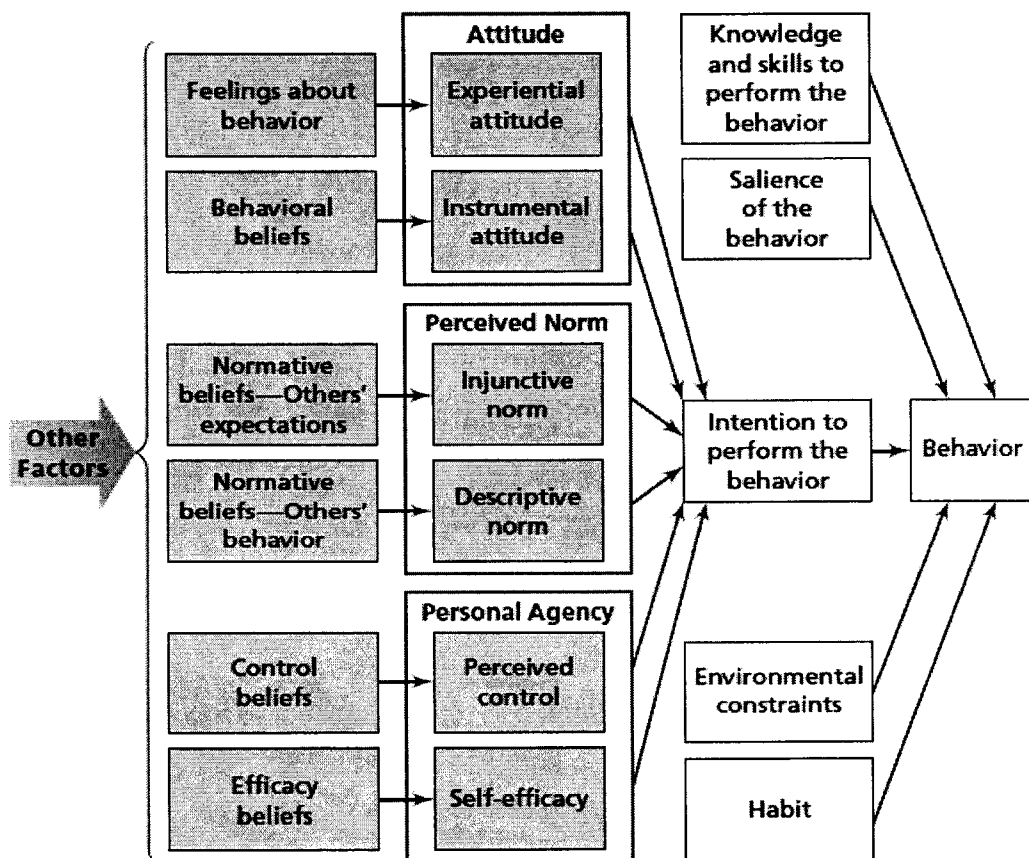 Other
Factors
Feelings about
behavior
Behavioral
beliefs
Normative
beliefs—Others’
expectations
Normative
beliefs—Others’
behavior
Control
beliefs
Efficacy
beliefs
Attitude
Experiential
attitude
Instrumental
attitude
Perceived Norm
Injunctive
norm
Descriptive
norm
Personal Agency
Perceived
control
Self-efficacy
Knowledge
and skills to
perform the
behavior
Salience
of the
behavior
Intention to
perform the
behavior
Environmental
constraints
Habit
Behavior